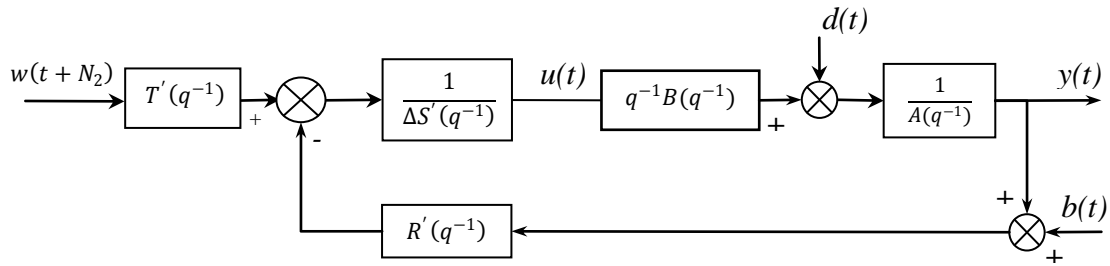 d(t)
w(t + N₂)
T′(q⁻¹)
+
-
1
ΔS′(q⁻¹)
u(t)
q⁻¹B(q⁻¹)
+
1
A(q⁻¹)
y(t)
R′(q⁻¹)
+
b(t)
+